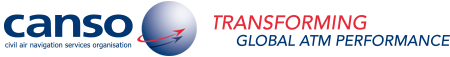 canso
civil air navigation services organisation
TRANSFORMING
GLOBAL ATM PERFORMANCE